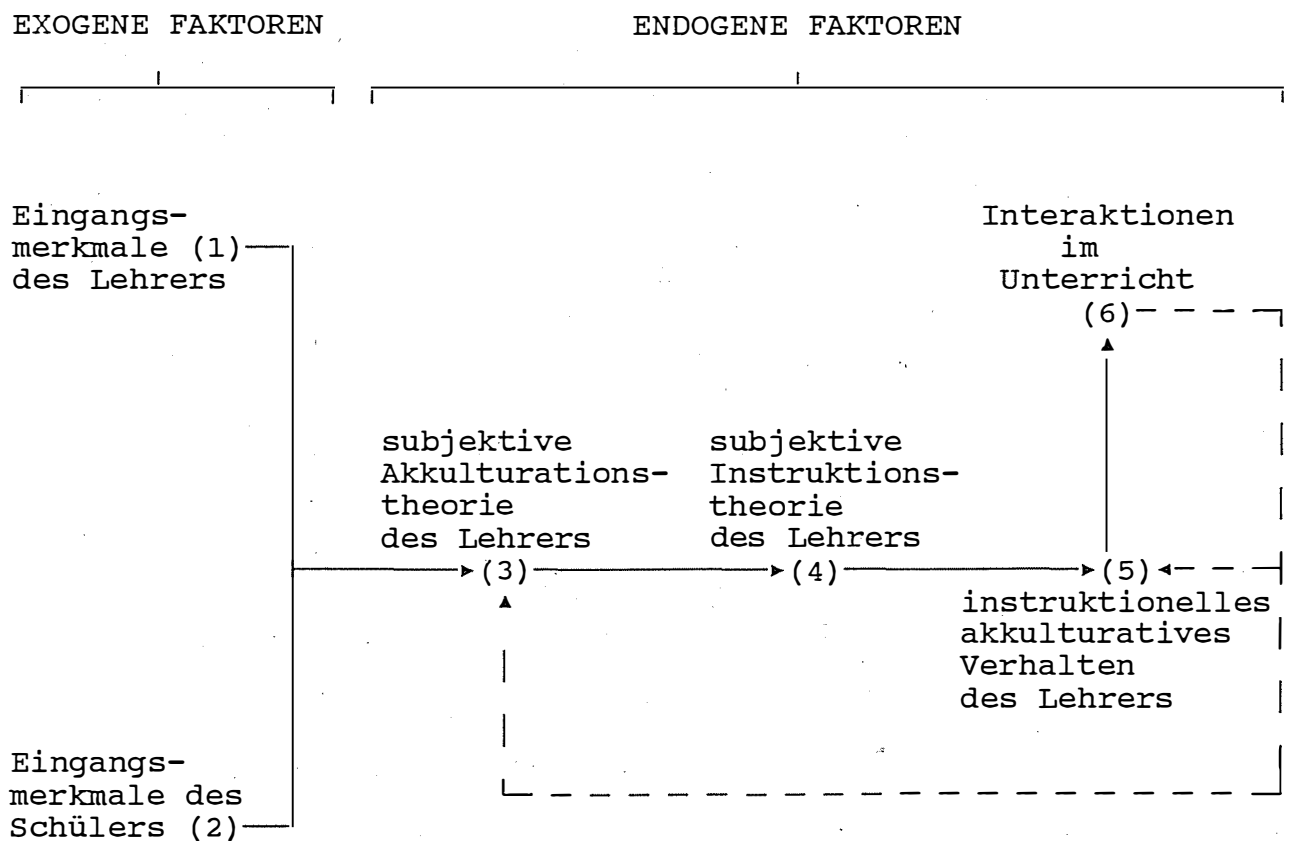 EXOGENE FAKTOREN
ENDOGENE FAKTOREN
Eingangs-
merkmale (1)
des Lehrers
Interaktionen
im
Unterricht
(6)
subjektive
Akkulturations-
theorie
des Lehrers
(3)
subjektive
Instruktions-
theorie
des Lehrers
(4)
(5)
instruktionelles
akkulturatives
Verhalten
des Lehrers
Eingangs-
merkmale des
Schülers (2)